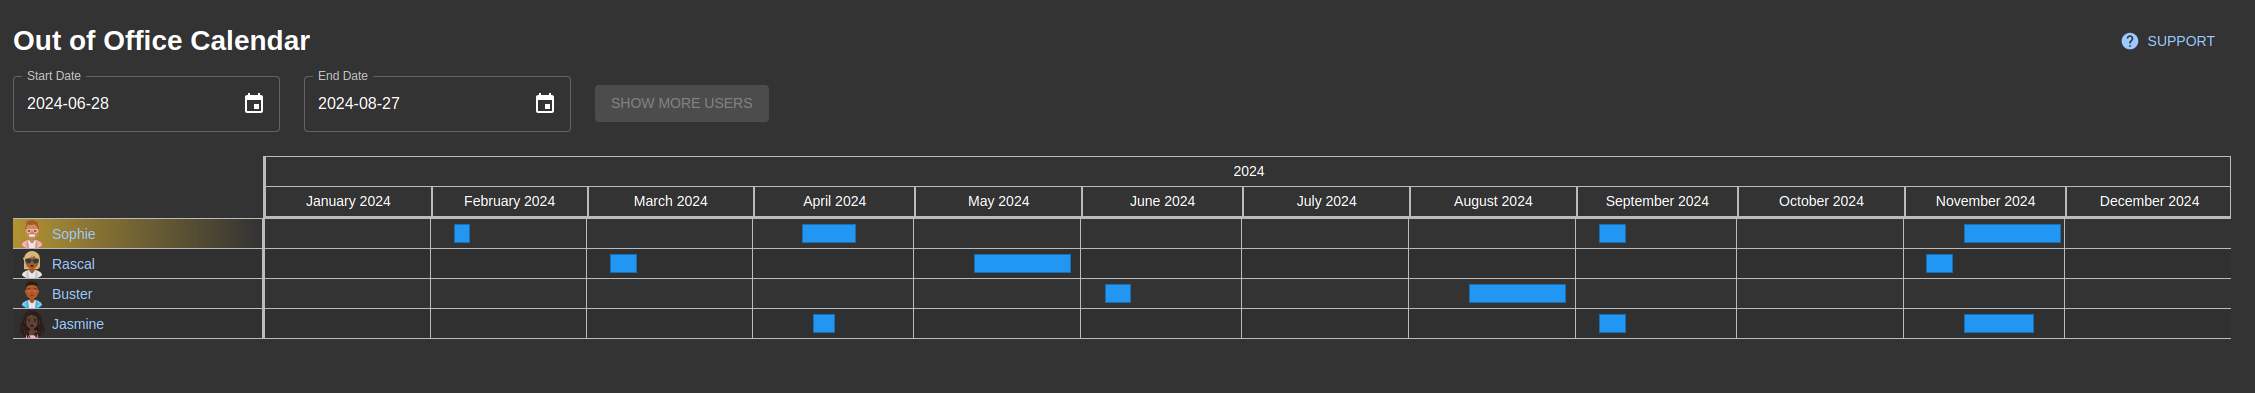 Out of Office Calendar
SUPPORT
Start Date
End Date
2024-06-28
2024-08-27
SHOW MORE USERS
2024
January 2024 February 2024 March 2024 April 2024 May 2024 June 2024 July 2024 August 2024 September 2024 October 2024 November 2024 December 2024
Sophie
Rascal
Buster
Jasmine